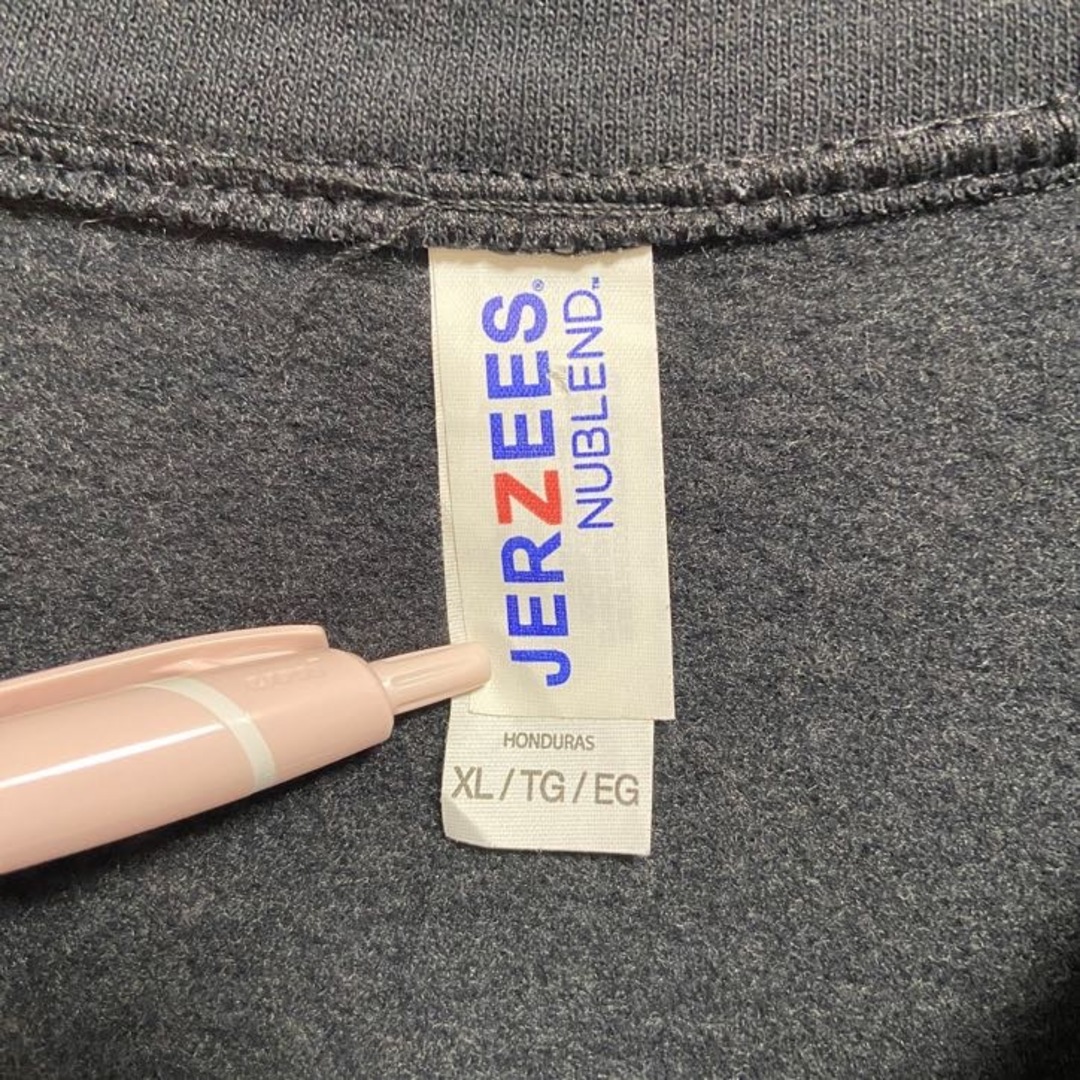 JERZEES®
NUBLEND™
HONDURAS
XL / TG / EG